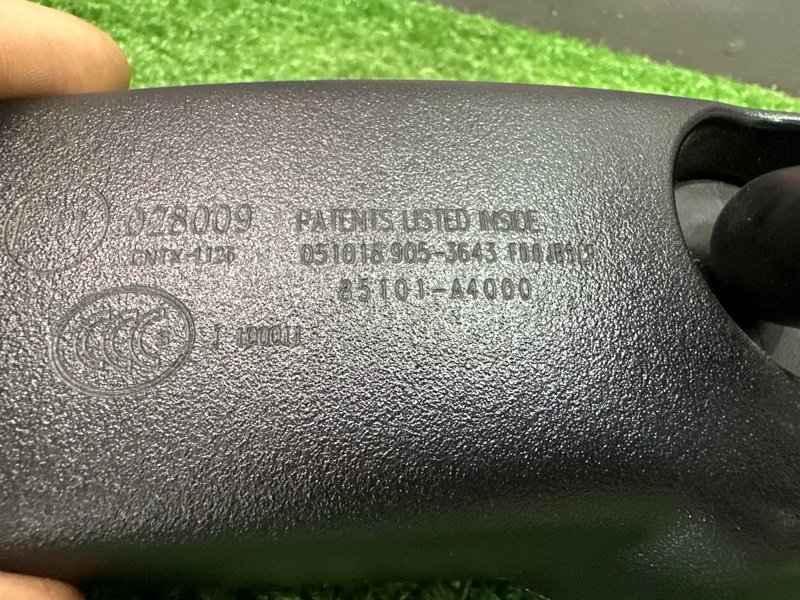 028009
PATENTS LISTED INSIDE
GNTX-1126
051018 905-3643
85101-A4000